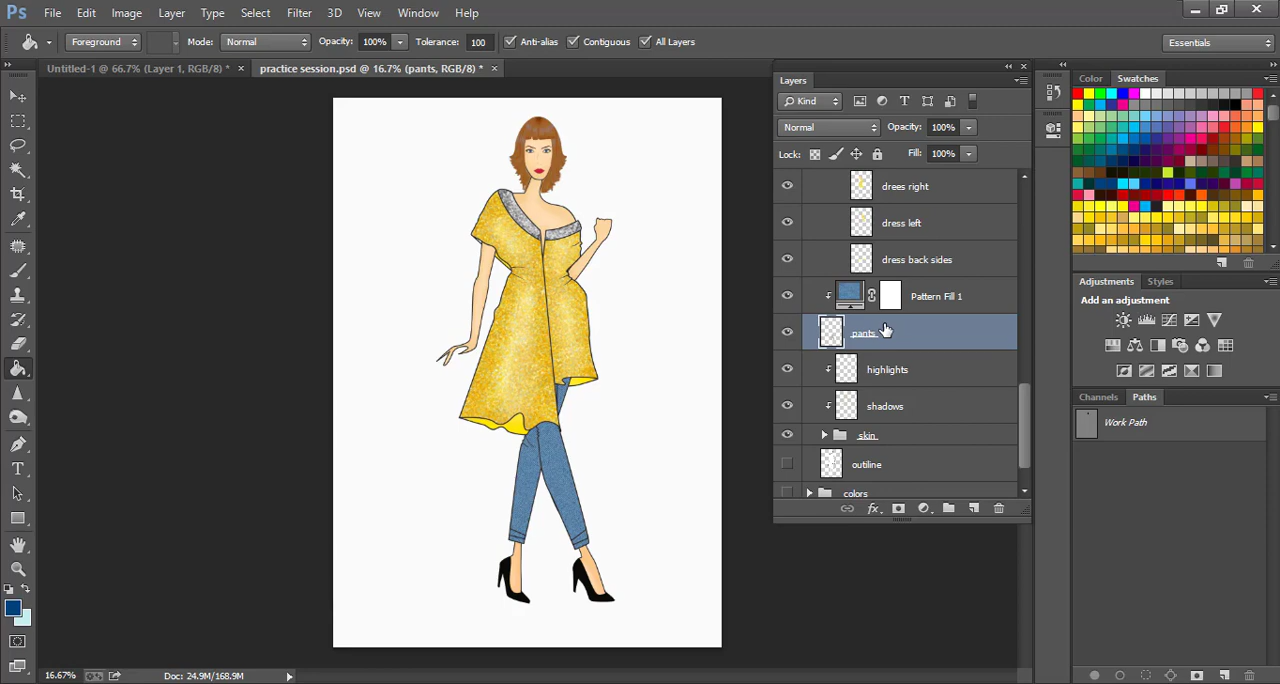 Ps File Edit Image Layer Type Select Filter 3D View Window Help
Foreground Mode: Normal Opacity: 100% Tolerance: 100 Anti-alias Contiguous All Layers Essentials
Untitled-1 @ 66.7% (Layer 1, RGB/8) * × practice session.psd @ 16.7% (pants, RGB/8) * ×
Layers
Kind
Normal Opacity: 100%
Lock: Fill: 100%
drees right
dress left
dress back sides
Pattern Fill 1
pants
highlights
shadows
skin
outiline
colors
fx
Color Swatches
Adjustments Styles
Add an adjustment
Channels Paths
Work Path
16.67% Doc: 24.9M/168.9M